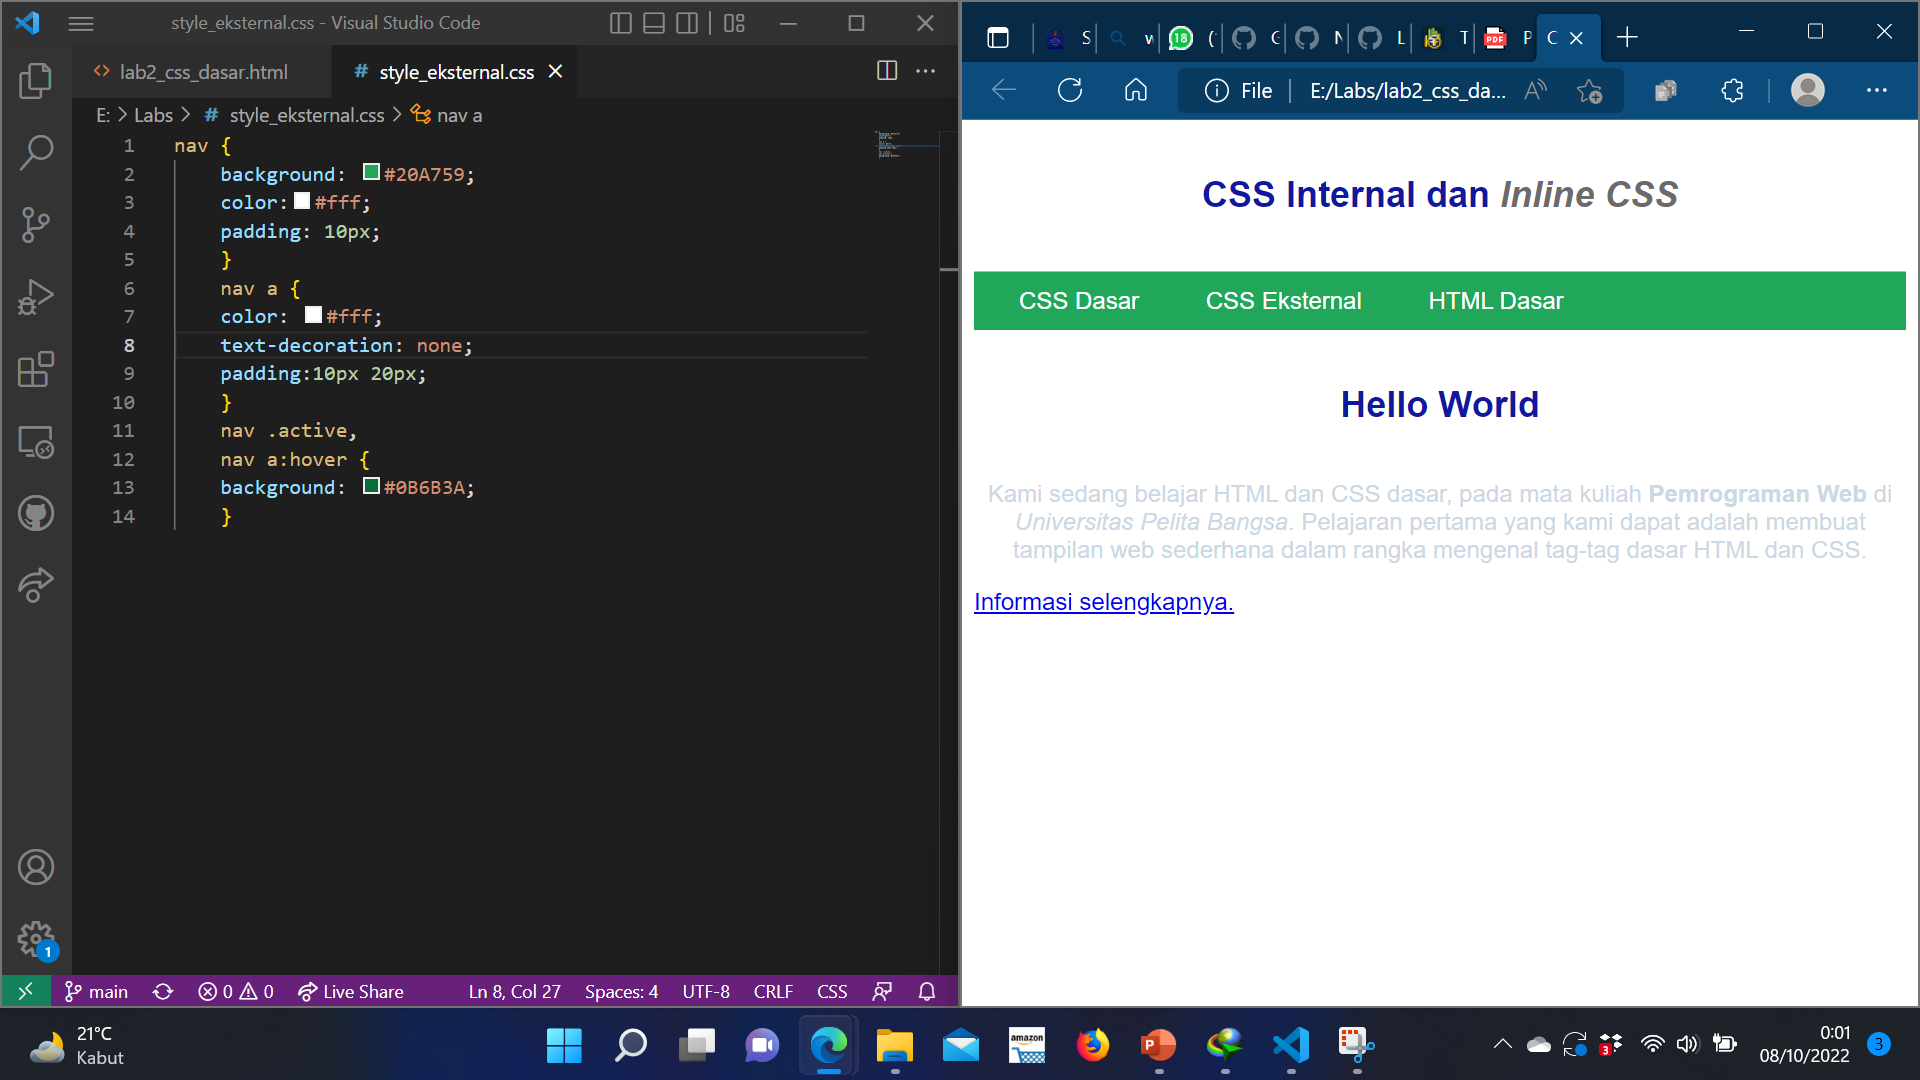 style_eksternal.css - Visual Studio Code
lab2_css_dasar.html
# style_eksternal.css
E: > Labs > # style_eksternal.css > nav a
1 nav {
2 background: #20A759;
3 color: #fff;
4 padding: 10px;
5 }
6 nav a {
7 color: #fff;
8 text-decoration: none;
9 padding:10px 20px;
10 }
11 nav .active,
12 nav a:hover {
13 background: #0B6B3A;
14 }
1
main
0 0
Live Share
Ln 8, Col 27
Spaces: 4
UTF-8
CRLF
CSS
S
w
18
(
G
N
L
T
PDF
P
C
File
E:/Labs/lab2_css_da...
CSS Internal dan Inline CSS
CSS Dasar
CSS Eksternal
HTML Dasar
Hello World
Kami sedang belajar HTML dan CSS dasar, pada mata kuliah Pemrograman Web di
Universitas Pelita Bangsa. Pelajaran pertama yang kami dapat adalah membuat
tampilan web sederhana dalam rangka mengenal tag-tag dasar HTML dan CSS.
Informasi selengkapnya.
21°C
Kabut
amazon
P
3
0:01
08/10/2022
3